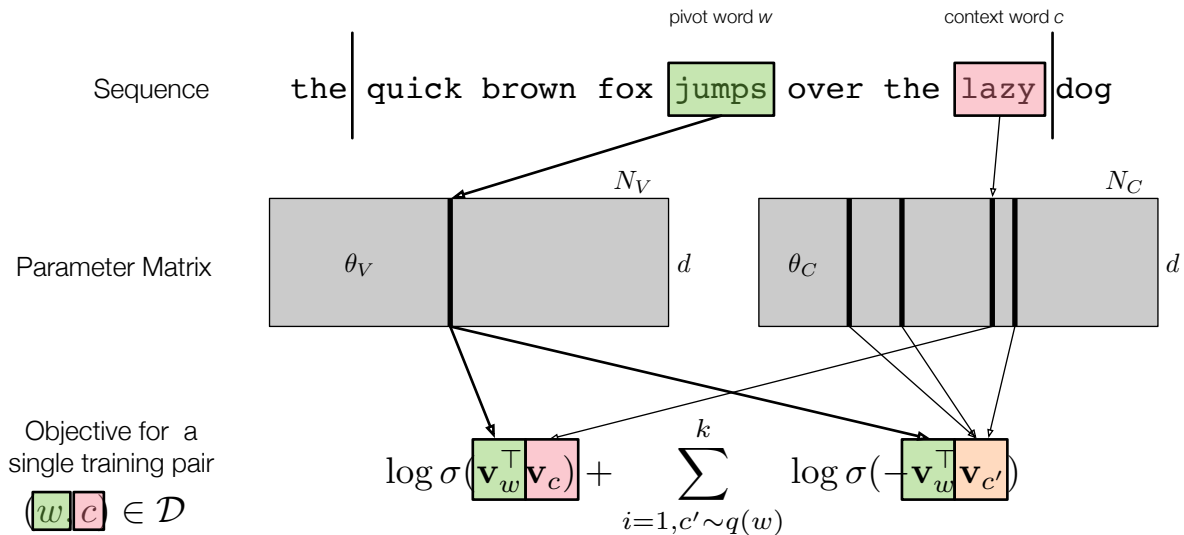 pivot word w
context word c
Sequence
the quick brown fox jumps over the lazy dog
N_V
N_C
Parameter Matrix
θ_V
d
θ_C
d
Objective for a
single training pair
(w, c) ∈ 𝒟
log σ(v_w^⊤ v_c) + ∑_{i=1,c'∼q(w)}^{k} log σ(−v_w^⊤ v_{c'})